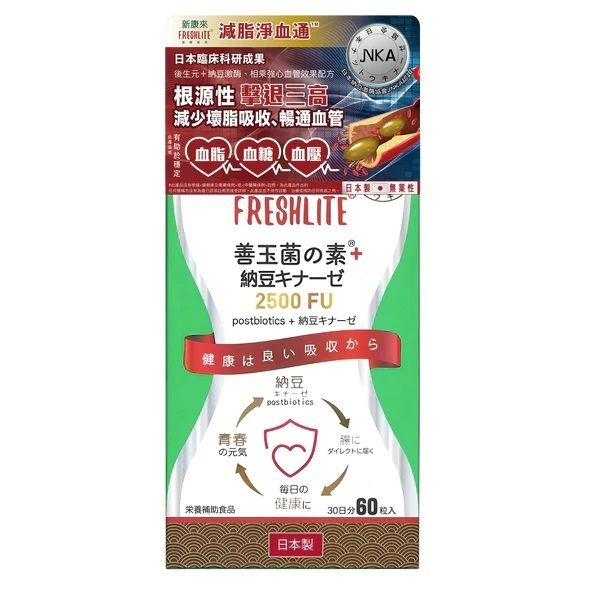 新康來
FRESHLITE®
減脂淨血通™
日本臨床科研成果
後生元+納豆激酶、相乘強心血管效果配方
根源性 擊退三高
減少壞脂吸收、暢通血管
有助於穩定
血脂 血糖 血壓
JNKA
日本製 ● 無藥性
FRESHLITE®
善玉菌の素®+
納豆キナーゼ
2500 FU
postbiotics + 納豆キナーゼ
健康は良い吸収から
納豆
キナーゼ
postbiotics
青春
の元気
腸に
ダイレクトに届く
毎日の
健康に
栄養補助食品
30日分60粒入
日本製